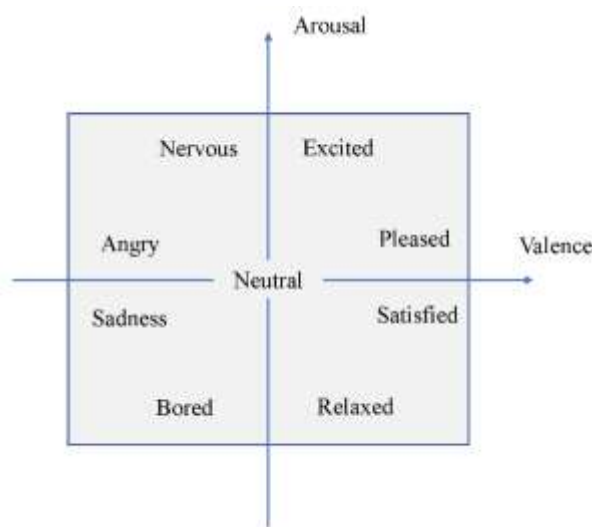 Arousal
Nervous Excited
Angry Pleased Valence
Neutral
Sadness Satisfied
Bored Relaxed